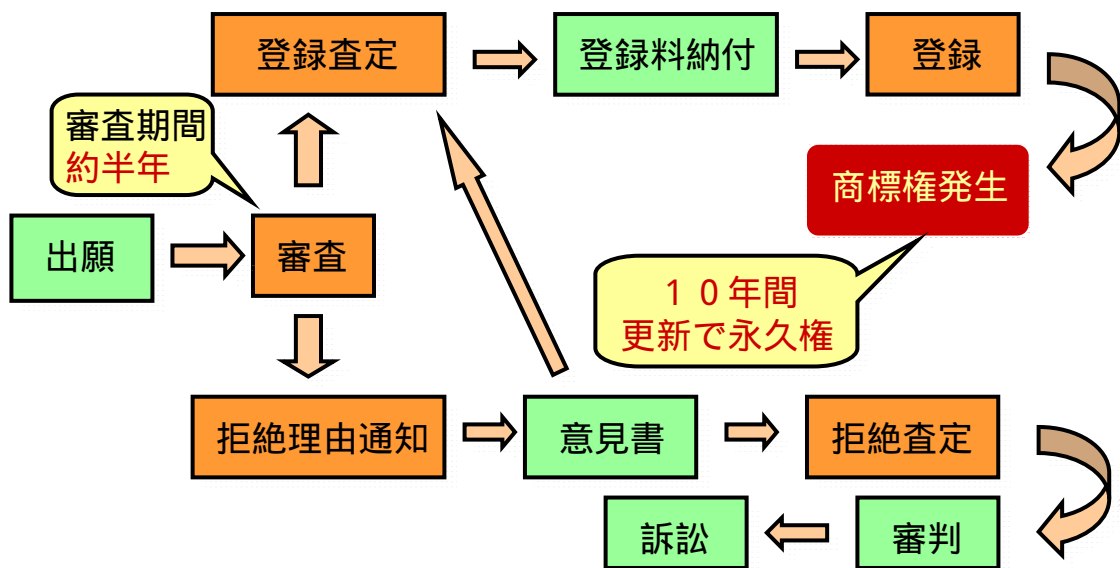 登録査定
登録料納付
登録
審査期間
約半年
商標権発生
出願
審査
１０年間
更新で永久権
拒絶理由通知
意見書
拒絶査定
訴訟
審判